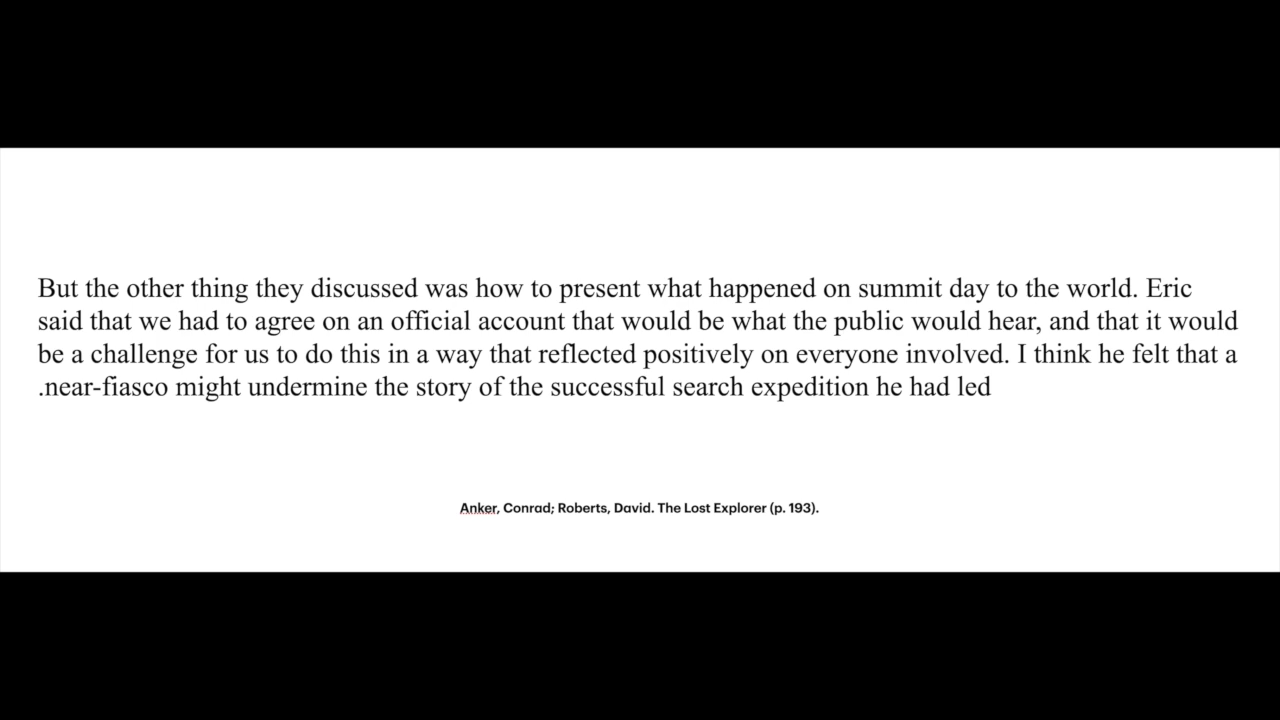 But the other thing they discussed was how to present what happened on summit day to the world. Eric
said that we had to agree on an official account that would be what the public would hear, and that it would
be a challenge for us to do this in a way that reflected positively on everyone involved. I think he felt that a
.near-fiasco might undermine the story of the successful search expedition he had led
Anker, Conrad; Roberts, David. The Lost Explorer (p. 193).